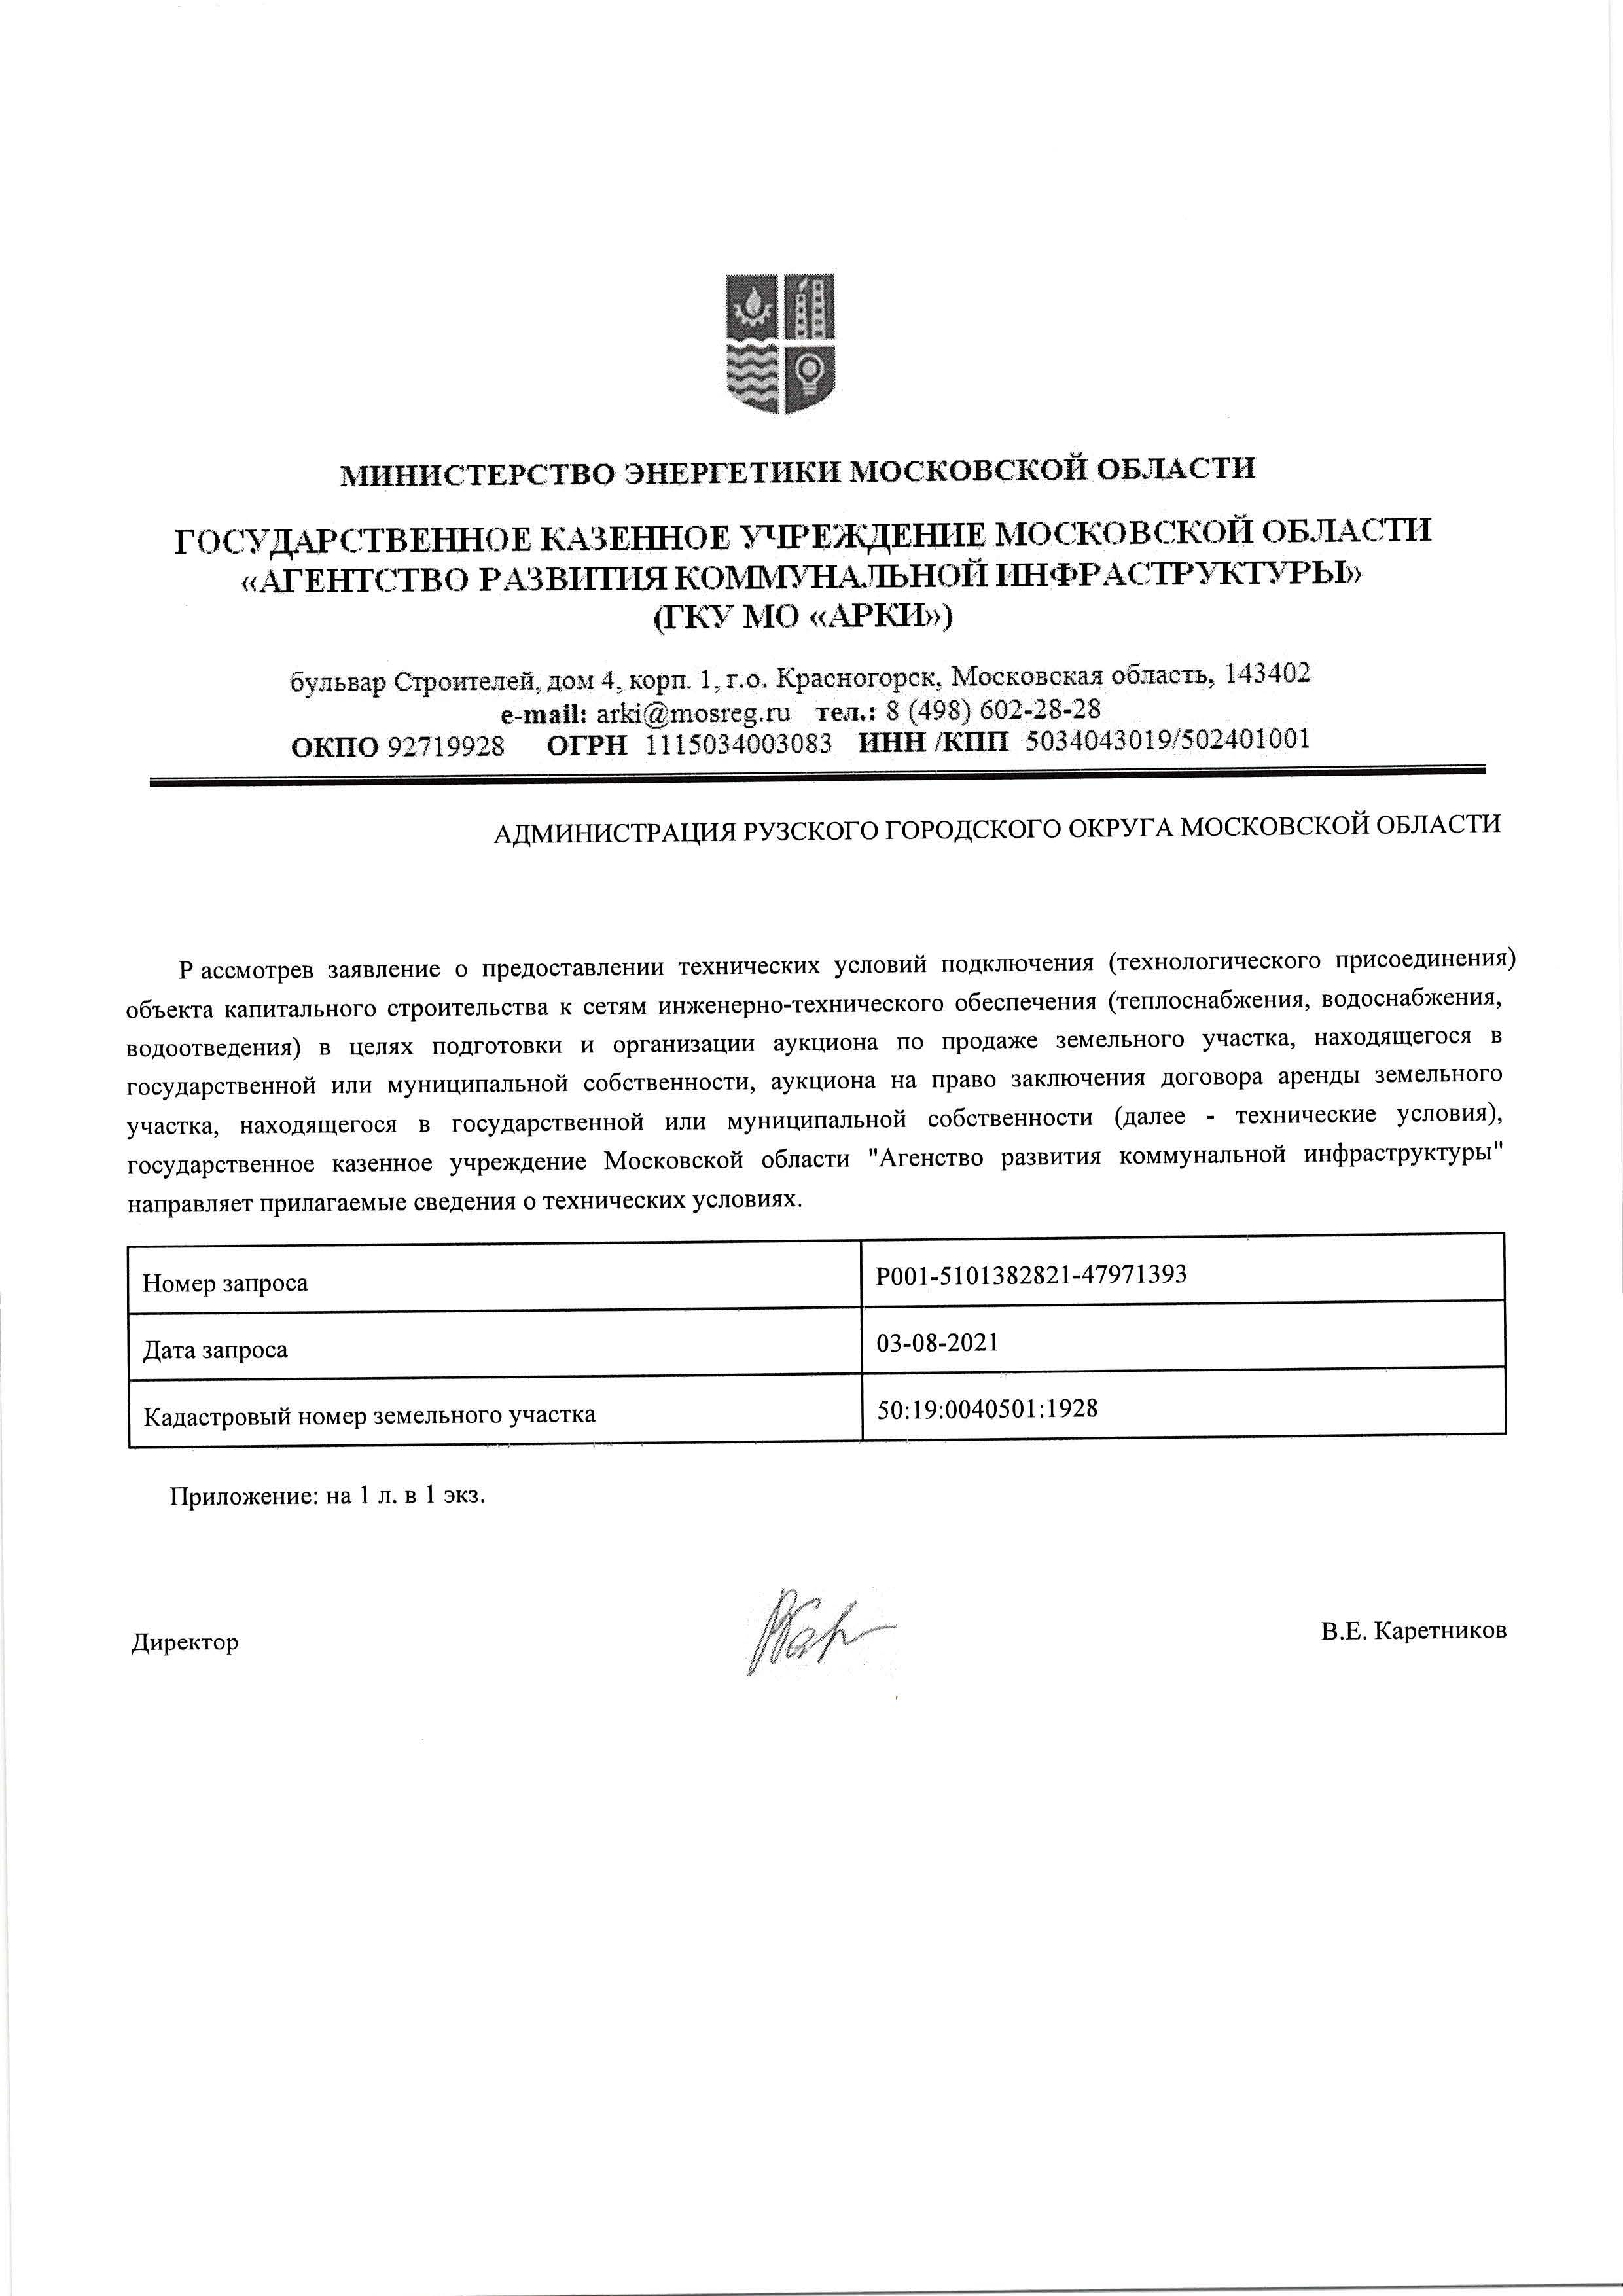 МИНИСТЕРСТВО ЭНЕРГЕТИКИ МОСКОВСКОЙ ОБЛАСТИ
ГОСУДАРСТВЕННОЕ КАЗЕННОЕ УЧРЕЖДЕНИЕ МОСКОВСКОЙ ОБЛАСТИ
«АГЕНТСТВО РАЗВИТИЯ КОММУНАЛЬНОЙ ИНФРАСТРУКТУРЫ»
(ГКУ МО «АРКИ»)
бульвар Строителей, дом 4, корп. 1, г.о. Красногорск, Московская область, 143402
e-mail: arki@mosreg.ru тел.: 8 (498) 602-28-28
ОКПО 92719928 ОГРН 1115034003083 ИНН /КПП 5034043019/502401001
АДМИНИСТРАЦИЯ РУЗСКОГО ГОРОДСКОГО ОКРУГА МОСКОВСКОЙ ОБЛАСТИ
Р ассмотрев заявление о предоставлении технических условий подключения (технологического присоединения)
объекта капитального строительства к сетям инженерно-технического обеспечения (теплоснабжения, водоснабжения,
водоотведения) в целях подготовки и организации аукциона по продаже земельного участка, находящегося в
государственной или муниципальной собственности, аукциона на право заключения договора аренды земельного
участка, находящегося в государственной или муниципальной собственности (далее - технические условия),
государственное казенное учреждение Московской области "Агенство развития коммунальной инфраструктуры"
направляет прилагаемые сведения о технических условиях.
Номер запроса P001-5101382821-47971393
Дата запроса 03-08-2021
Кадастровый номер земельного участка 50:19:0040501:1928
Приложение: на 1 л. в 1 экз.
Директор В.Е. Каретников